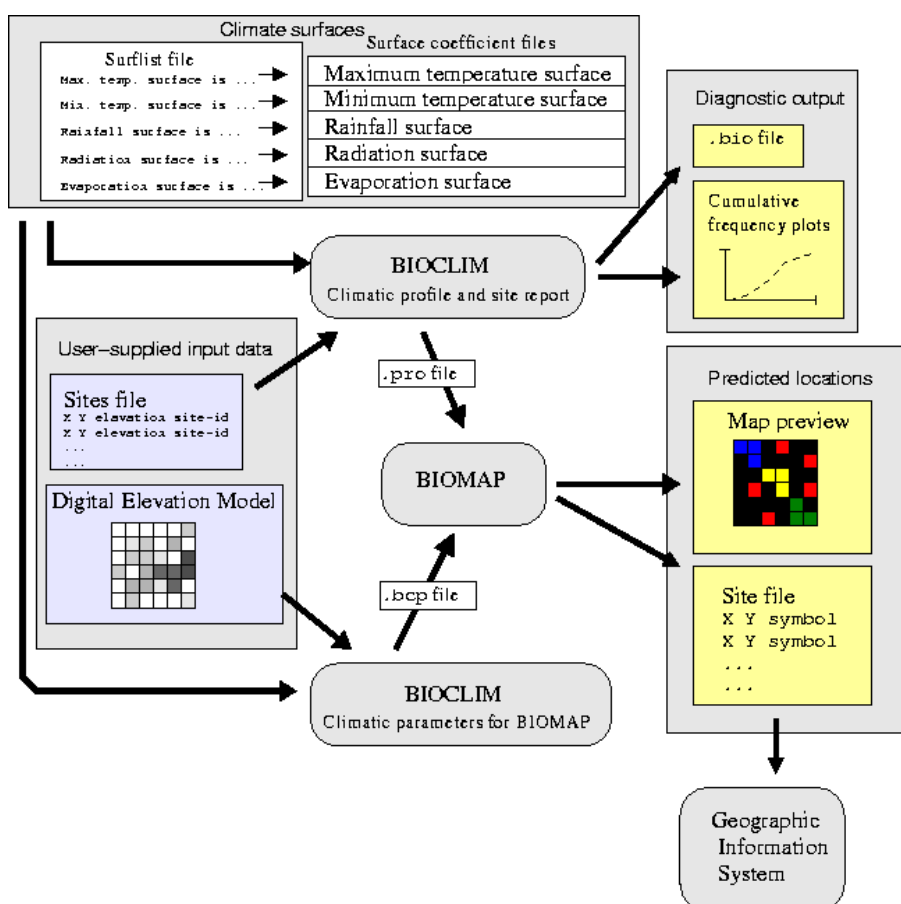 Climate surfaces
Surflist file
Max. temp. surface is ...
Min. temp. surface is ...
Rainfall surface is ...
Radiation surface is ...
Evaporation surface is ...
Surface coefficient files
Maximum temperature surface
Minimum temperature surface
Rainfall surface
Radiation surface
Evaporation surface
Diagnostic output
.bio file
Cumulative
frequency plots
BIOCLIM
Climatic profile and site report
User-supplied input data
Sites file
X Y elevation site-id
X Y elevation site-id
...
...
Digital Elevation Model
.pro file
BIOMAP
.bcp file
BIOCLIM
Climatic parameters for BIOMAP
Predicted locations
Map preview
Site file
X Y symbol
X Y symbol
...
...
Geographic
Information
System